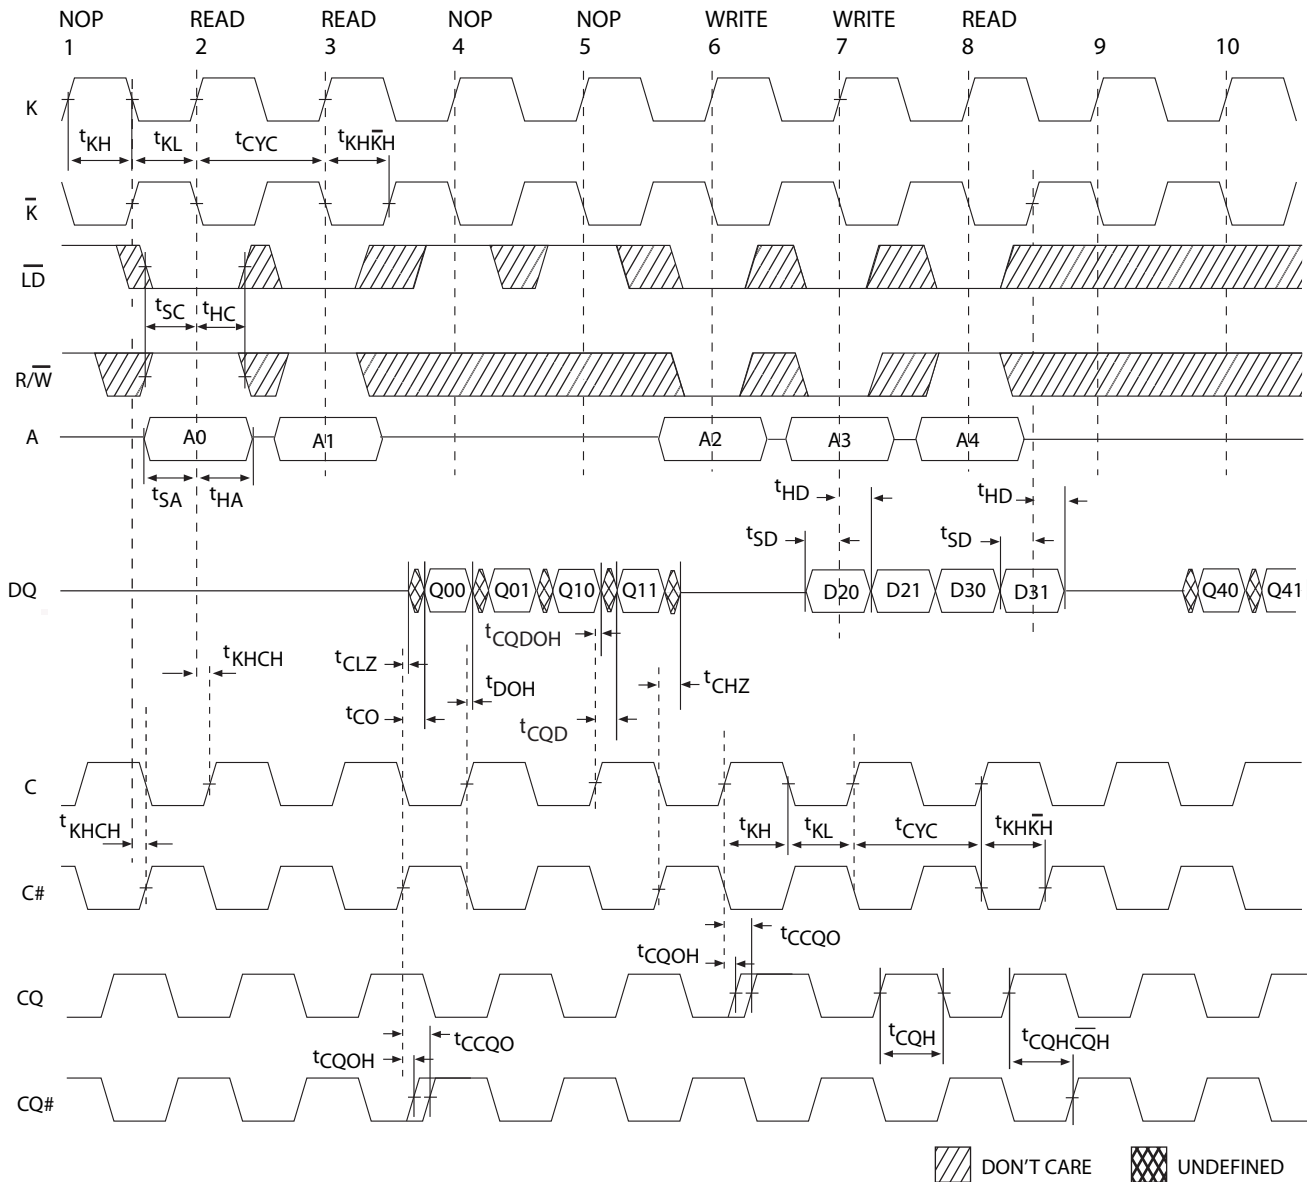 NOP READ READ NOP NOP WRITE WRITE READ
1 2 3 4 5 6 7 8 9 10
K
tKH tKL tCYC tKHK̅H
K̅
L̅D̅
tSC tHC
R/W̅
A A0 A1 A2 A3 A4
tSA tHA tHD tHD
tSD tSD
DQ Q00 Q01 Q10 Q11 D20 D21 D30 D31 Q40 Q41
tCQDOH
tKHCH tCLZ tDOH tCHZ
tCO tCQD
C
tKHCH tKH tKL tCYC tKHK̅H
C#
tCCQO
tCQOH
CQ
tCCQO tCQH tCQHC̅Q̅H
tCQOH
CQ#
DON'T CARE UNDEFINED